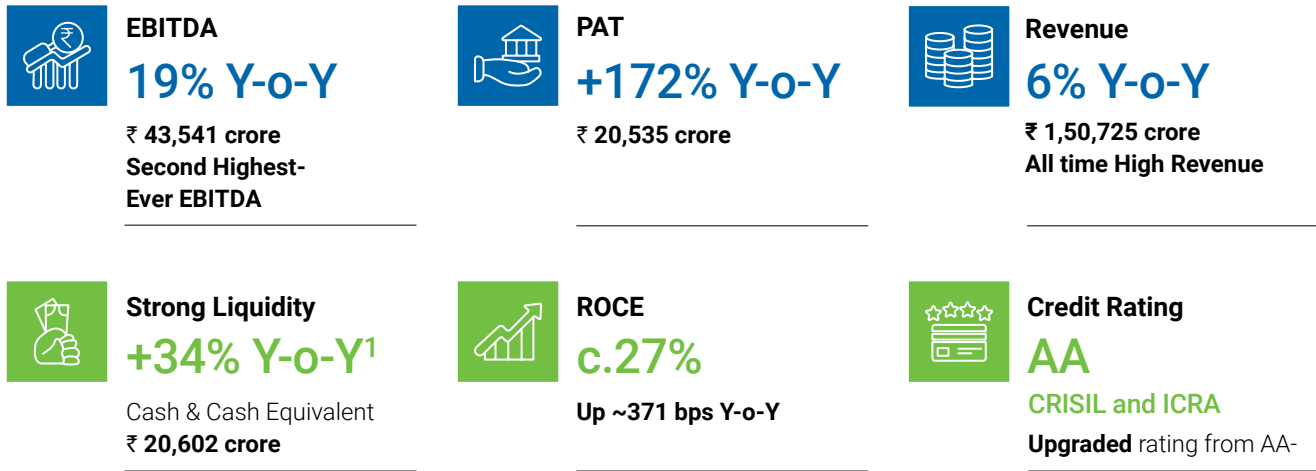 EBITDA
19% Y-o-Y
₹ 43,541 crore
Second Highest-
Ever EBITDA
PAT
+172% Y-o-Y
₹ 20,535 crore
Revenue
6% Y-o-Y
₹ 1,50,725 crore
All time High Revenue
Strong Liquidity
+34% Y-o-Y¹
Cash & Cash Equivalent
₹ 20,602 crore
ROCE
c.27%
Up ~371 bps Y-o-Y
Credit Rating
AA
CRISIL and ICRA
Upgraded rating from AA-